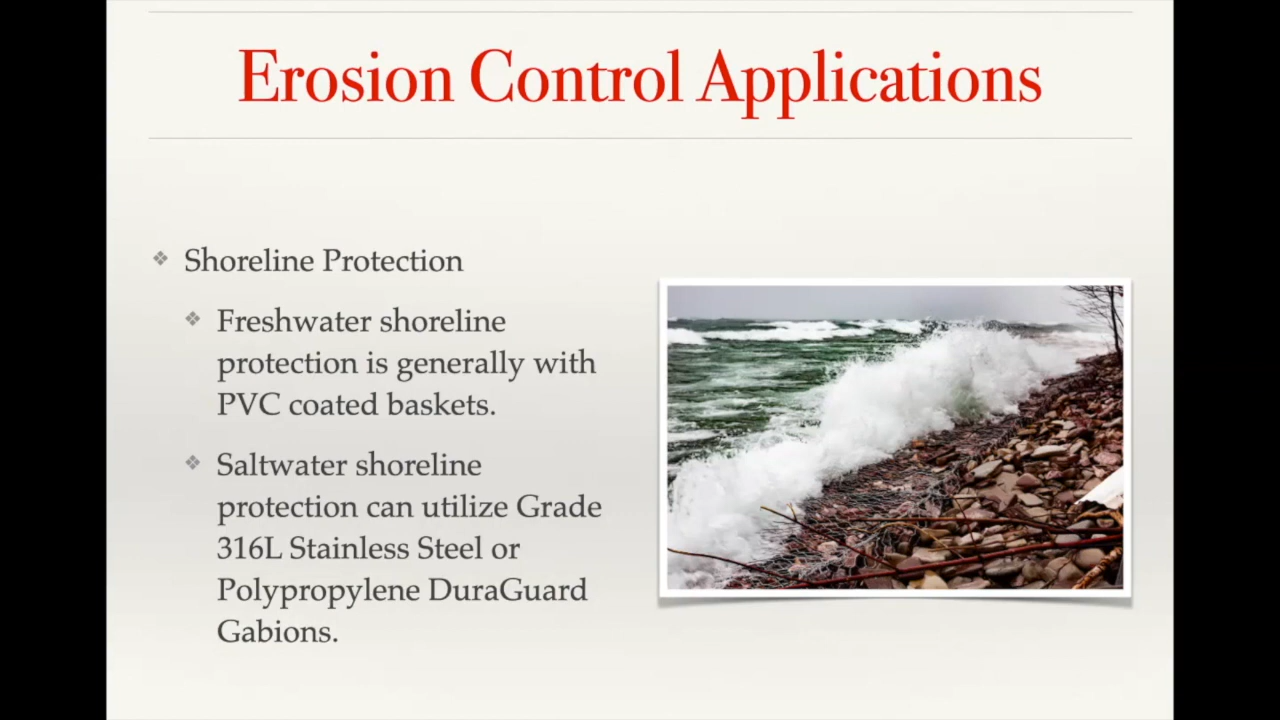 Erosion Control Applications
Shoreline Protection
Freshwater shoreline
protection is generally with
PVC coated baskets.
Saltwater shoreline
protection can utilize Grade
316L Stainless Steel or
Polypropylene DuraGuard
Gabions.